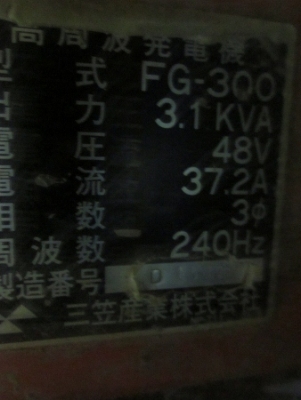 高周波発電機
型式 FG-300
出力 3.1 KVA
電圧 48V
電流 37.2A
相数 3φ
周波数 240Hz
製造番号
三笠産業株式会社